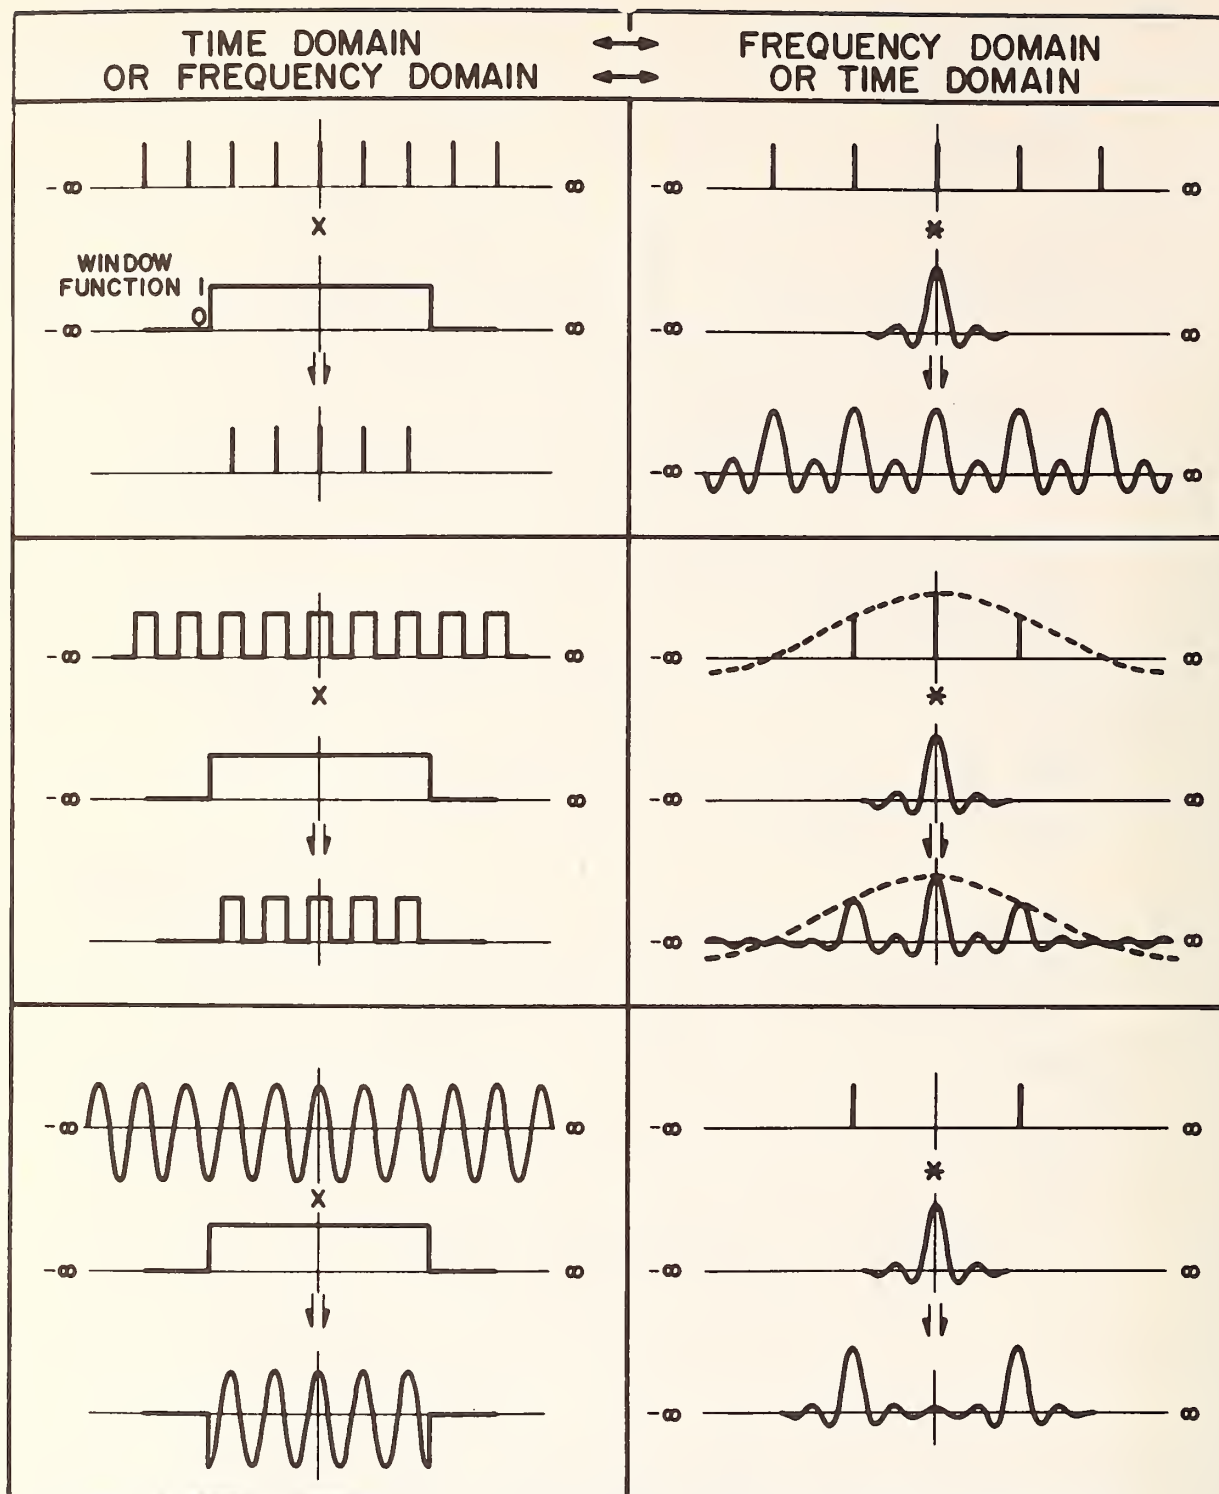 TIME DOMAIN
OR FREQUENCY DOMAIN
↔
↔
FREQUENCY DOMAIN
OR TIME DOMAIN
-∞ ∞
-∞ ∞
X
*
WINDOW
FUNCTION 1
0
-∞ ∞
-∞ ∞
-∞ ∞
-∞ ∞
-∞ ∞
X
*
-∞ ∞
-∞ ∞
-∞ ∞
-∞ ∞
-∞ ∞
X
*
-∞ ∞
-∞ ∞
-∞ ∞